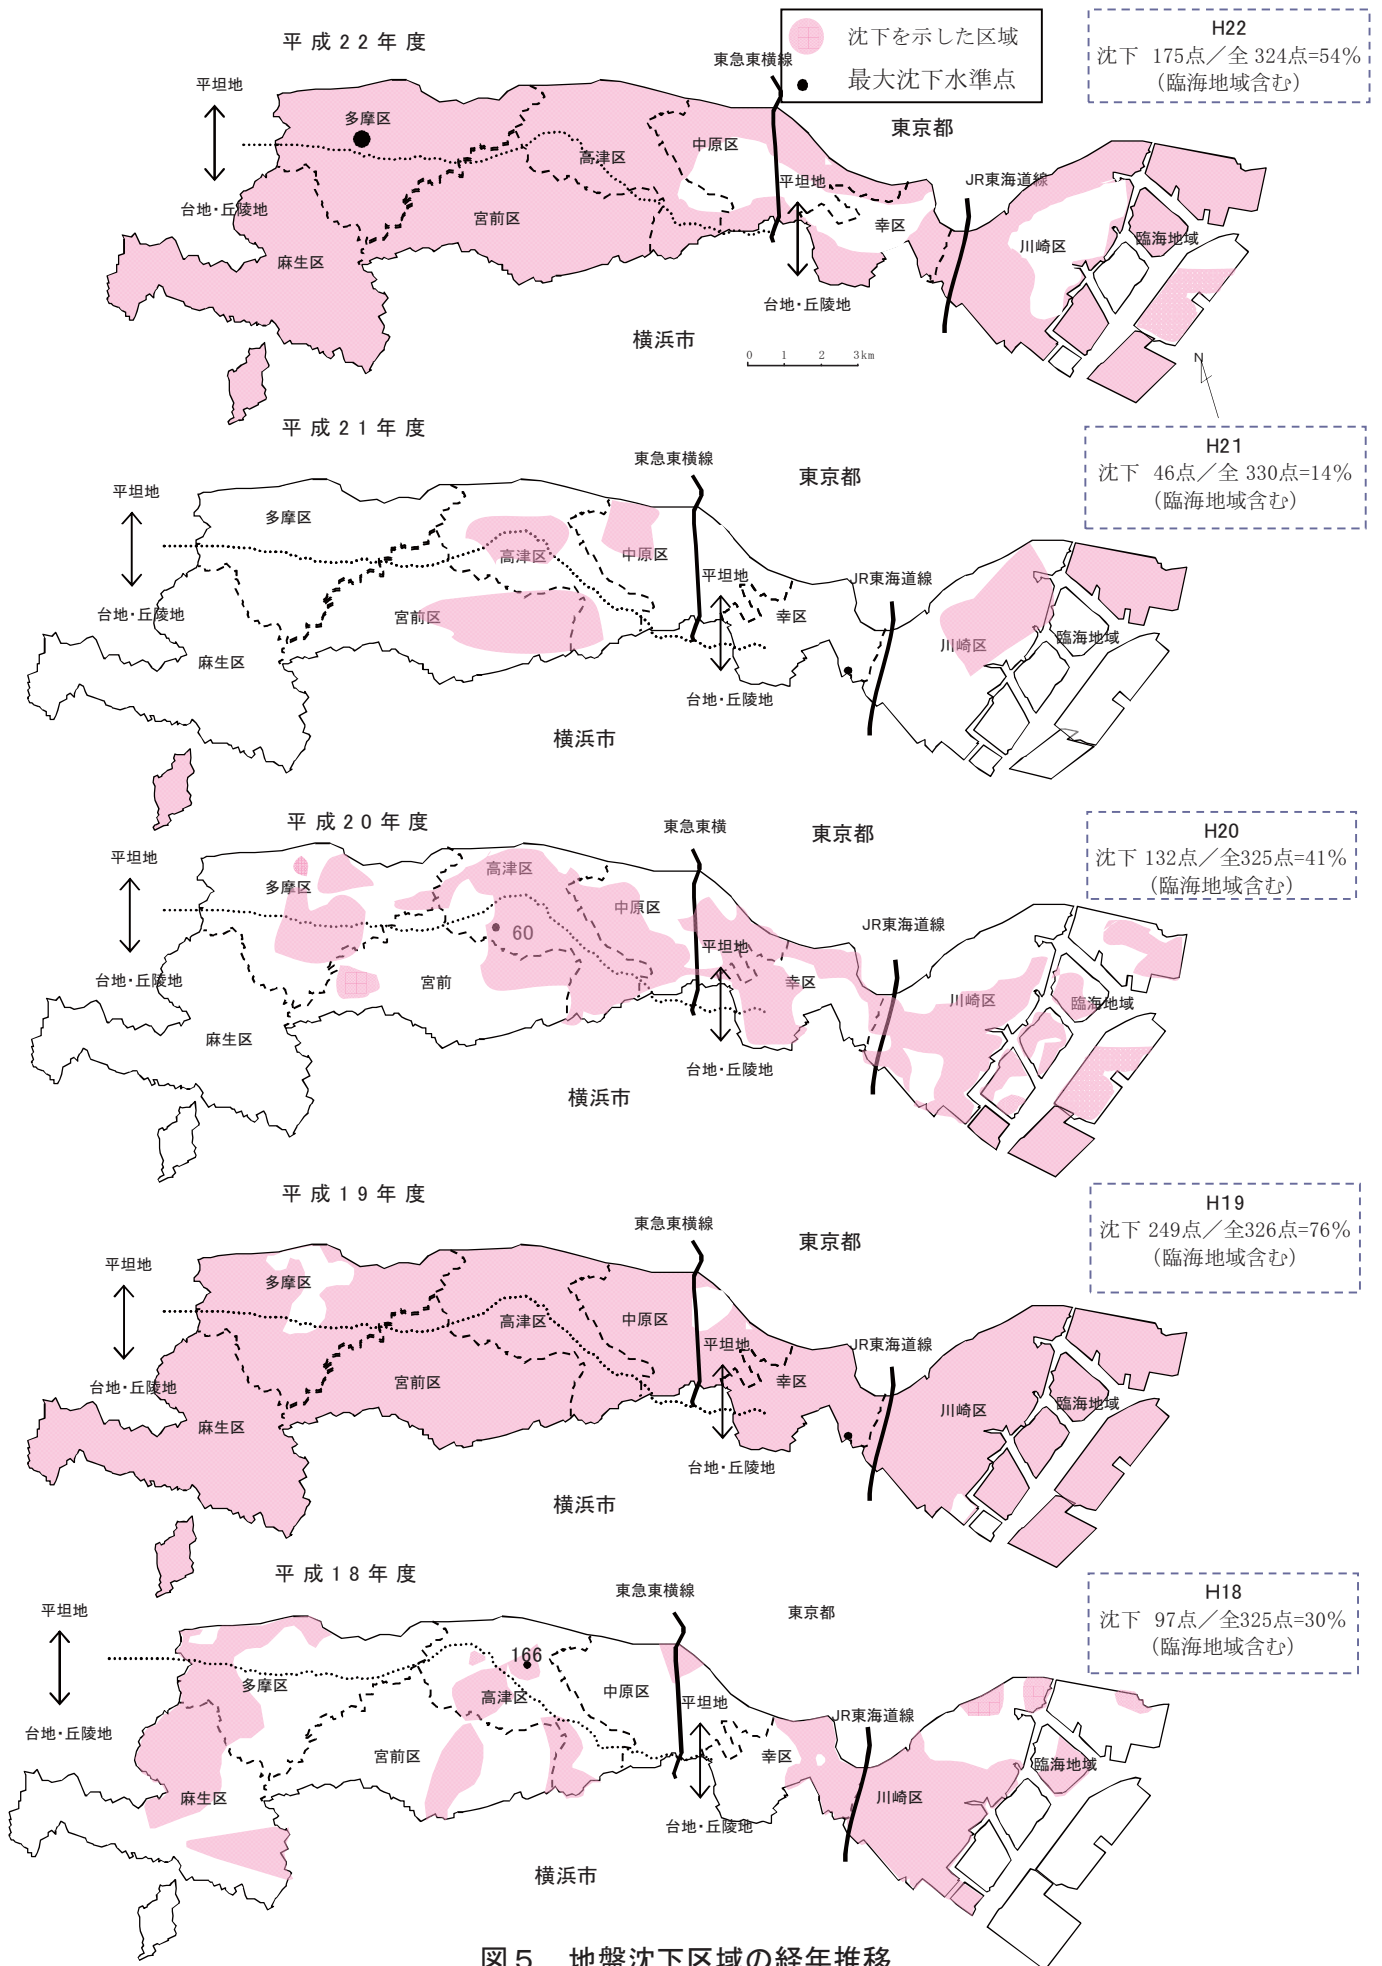 平成22年度
沈下を示した区域
最大沈下水準点
H22
沈下 175点／全 324点=54%
(臨海地域含む)
平坦地
東急東横線
東京都
多摩区
高津区
中原区
平坦地
JR東海道線
台地・丘陵地
宮前区
幸区
川崎区
臨海地域
麻生区
台地・丘陵地
横浜市
0 1 2 3km
N
平成21年度
H21
沈下 46点／全 330点=14%
(臨海地域含む)
東急東横線
東京都
平坦地
多摩区
高津区
中原区
平坦地
JR東海道線
台地・丘陵地
宮前区
幸区
川崎区
臨海地域
麻生区
台地・丘陵地
横浜市
平成20年度
H20
沈下 132点／全325点=41%
(臨海地域含む)
東急東横
東京都
平坦地
多摩区
高津区
中原区
60
平坦地
JR東海道線
台地・丘陵地
宮前
幸区
川崎区
臨海地域
麻生区
台地・丘陵地
横浜市
平成19年度
H19
沈下 249点／全326点=76%
(臨海地域含む)
東急東横線
東京都
平坦地
多摩区
高津区
中原区
平坦地
JR東海道線
台地・丘陵地
宮前区
幸区
川崎区
臨海地域
麻生区
台地・丘陵地
横浜市
平成18年度
H18
沈下 97点／全325点=30%
(臨海地域含む)
東急東横線
東京都
平坦地
166
多摩区
高津区
中原区
平坦地
JR東海道線
台地・丘陵地
宮前区
幸区
臨海地域
麻生区
川崎区
台地・丘陵地
横浜市
図5 地盤沈下区域の経年推移